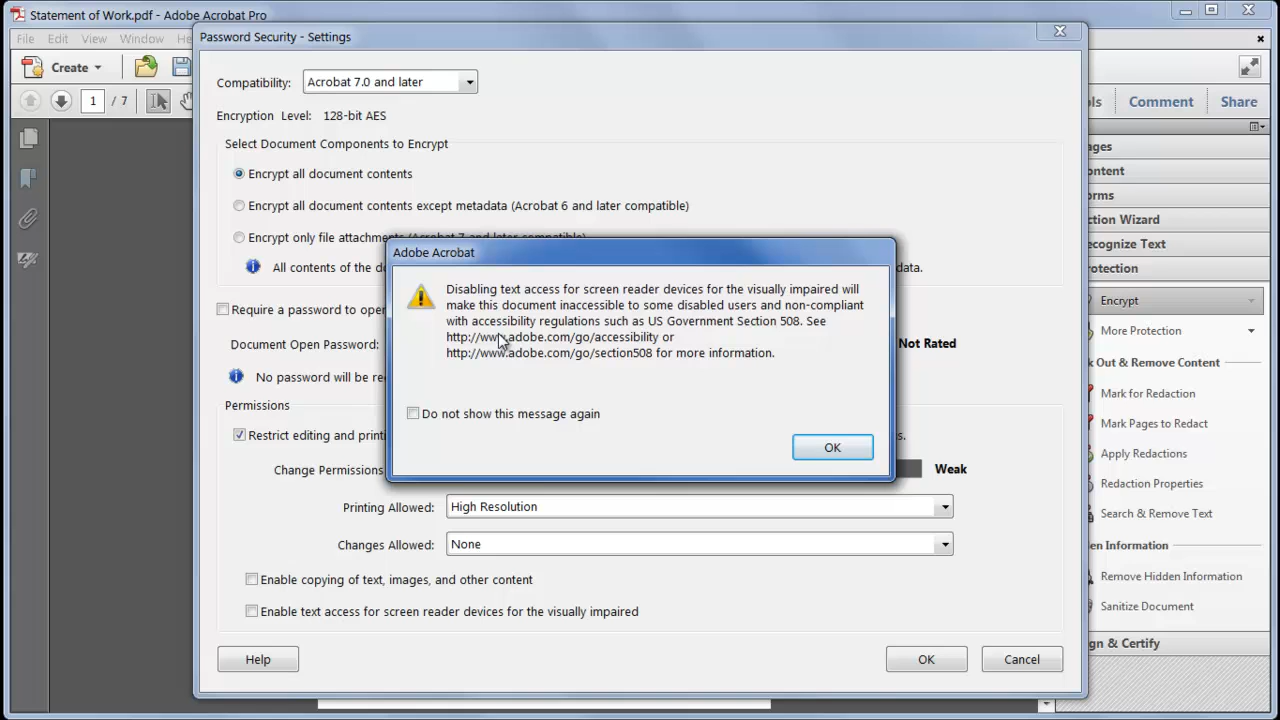 Statement of Work.pdf - Adobe Acrobat Pro
File Edit View Window He
Password Security - Settings
Create
1 / 7
Comment
Share
Compatibility: Acrobat 7.0 and later
Encryption Level: 128-bit AES
Select Document Components to Encrypt
Encrypt all document contents
Encrypt all document contents except metadata (Acrobat 6 and later compatible)
Encrypt only file attachments (Acrobat 7 and later compatible)
All contents of the do
data.
Require a password to open
Document Open Password:
Not Rated
No password will be re
Permissions
Restrict editing and printi
s.
Change Permissions
Weak
Printing Allowed: High Resolution
Changes Allowed: None
Enable copying of text, images, and other content
Enable text access for screen reader devices for the visually impaired
Help
OK
Cancel
Adobe Acrobat
Disabling text access for screen reader devices for the visually impaired will
make this document inaccessible to some disabled users and non-compliant
with accessibility regulations such as US Government Section 508. See
http://www.adobe.com/go/accessibility or
http://www.adobe.com/go/section508 for more information.
Do not show this message again
OK
ols
ages
ontent
orms
ction Wizard
ecognize Text
rotection
Encrypt
More Protection
k Out & Remove Content
Mark for Redaction
Mark Pages to Redact
Apply Redactions
Redaction Properties
Search & Remove Text
en Information
Remove Hidden Information
Sanitize Document
gn & Certify